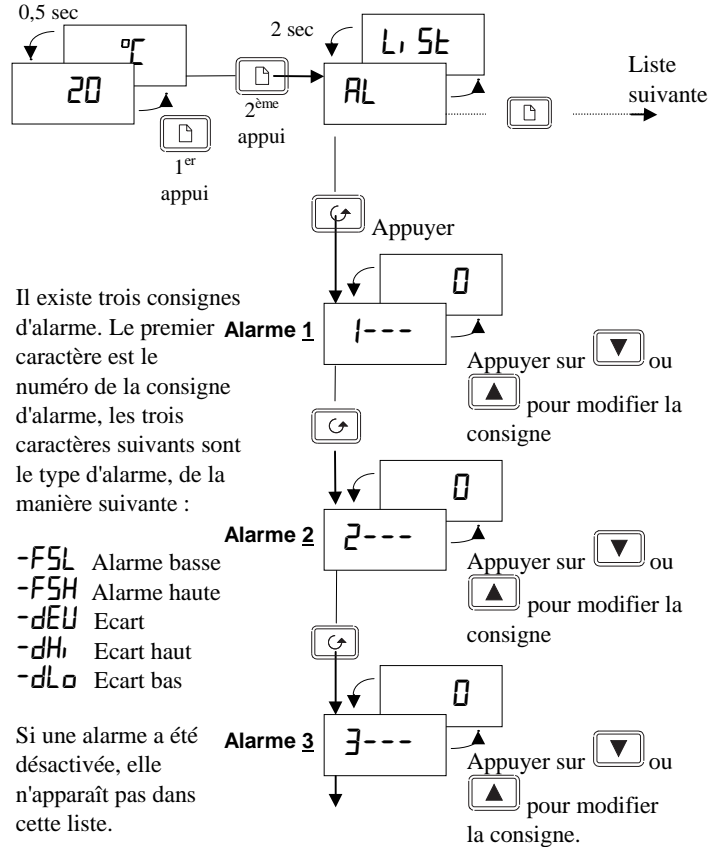 0,5 sec
°C
20
1er
appui
2ème
appui
2 sec
Li St
AL
Liste
suivante
Appuyer
Il existe trois consignes
d'alarme. Le premier
caractère est le
numéro de la consigne
d'alarme, les trois
caractères suivants sont
le type d'alarme, de la
manière suivante :
-FSL Alarme basse
-FSH Alarme haute
-dEU Ecart
-dHi Ecart haut
-dLo Ecart bas
Si une alarme a été
désactivée, elle
n'apparaît pas dans
cette liste.
Alarme 1
0
1---
Appuyer sur ou
pour modifier la
consigne
Alarme 2
0
2---
Appuyer sur ou
pour modifier la
consigne
Alarme 3
0
3---
Appuyer sur ou
pour modifier
la consigne.